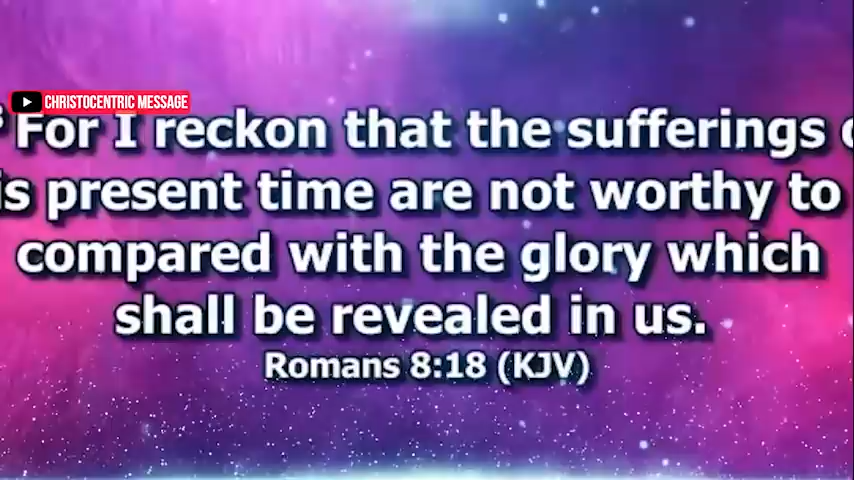 CHRISTOCENTRIC MESSAGE
For I reckon that the sufferings
is present time are not worthy to
compared with the glory which
shall be revealed in us.
Romans 8:18 (KJV)